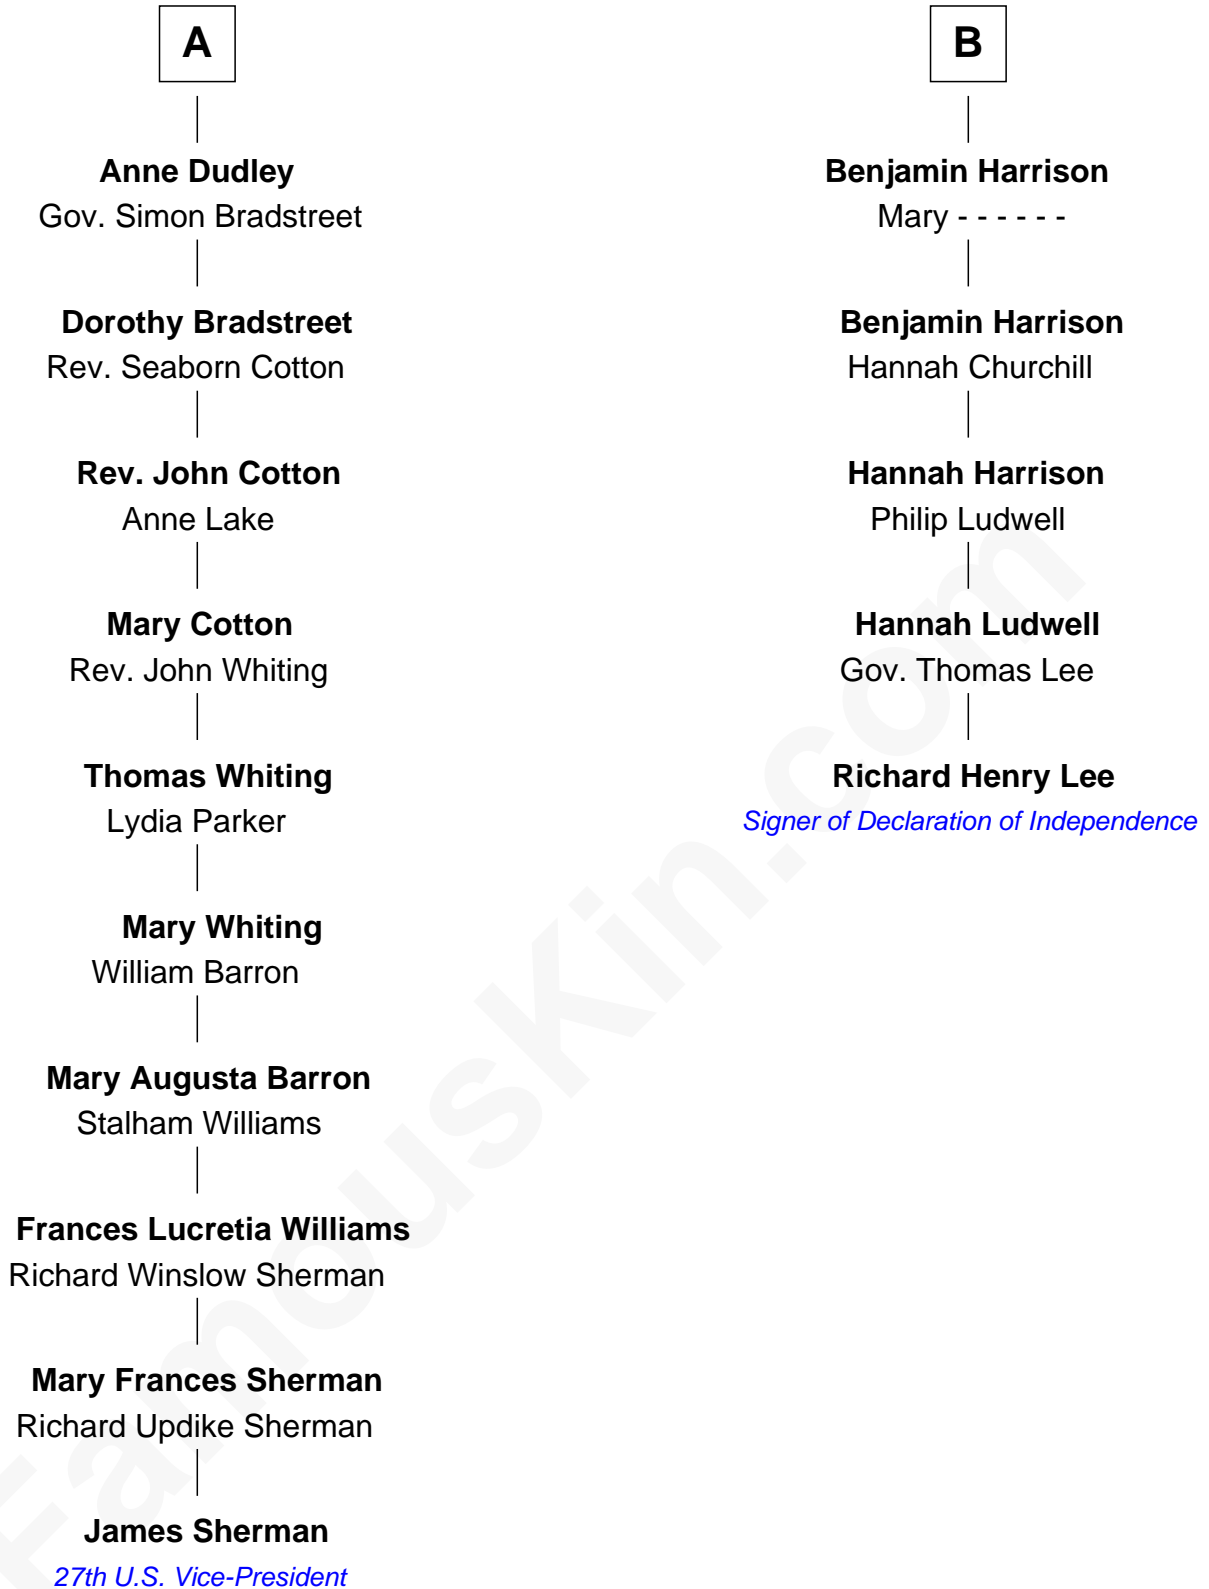 A
Anne Dudley
Gov. Simon Bradstreet
Dorothy Bradstreet
Rev. Seaborn Cotton
Rev. John Cotton
Anne Lake
Mary Cotton
Rev. John Whiting
Thomas Whiting
Lydia Parker
Mary Whiting
William Barron
Mary Augusta Barron
Stalham Williams
Frances Lucretia Williams
Richard Winslow Sherman
Mary Frances Sherman
Richard Updike Sherman
James Sherman
27th U.S. Vice-President
B
Benjamin Harrison
Mary - - - - - -
Benjamin Harrison
Hannah Churchill
Hannah Harrison
Philip Ludwell
Hannah Ludwell
Gov. Thomas Lee
Richard Henry Lee
Signer of Declaration of Independence
FamousKin.com